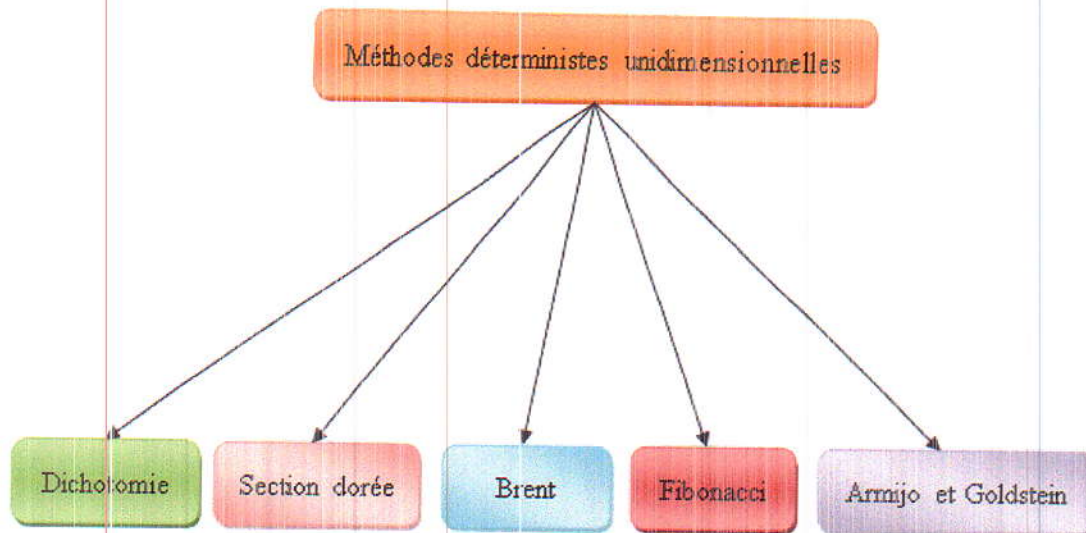 Méthodes déterministes unidimensionnelles
Dichotomie
Section dorée
Brent
Fibonacci
Armijo et Goldstein